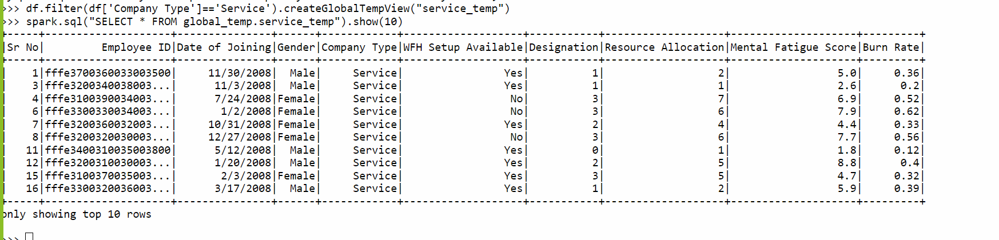 >>> df.filter(df['Company Type']=='Service').createGlobalTempView("service_temp")
>>> spark.sql("SELECT * FROM global_temp.service_temp").show(10)
+-----+--------------------+---------------+------+------------+-------------------+-----------+-------------------+--------------------+---------+
|Sr No|         Employee ID|Date of Joining|Gender|Company Type|WFH Setup Available|Designation|Resource Allocation|Mental Fatigue Score|Burn Rate|
+-----+--------------------+---------------+------+------------+-------------------+-----------+-------------------+--------------------+---------+
|    1|fffe3700360033003500|     11/30/2008|  Male|     Service|                Yes|          1|                  2|                 5.0|     0.36|
|    3|fffe3200340038003...|      11/3/2008|  Male|     Service|                Yes|          1|                  1|                 2.6|      0.2|
|    4|fffe3100390034003...|      7/24/2008|Female|     Service|                 No|          3|                  7|                 6.9|     0.52|
|    6|fffe3300330034003...|       1/2/2008|Female|     Service|                 No|          3|                  6|                 7.9|     0.62|
|    7|fffe3200360032003...|     10/31/2008|Female|     Service|                Yes|          2|                  4|                 4.4|     0.33|
|    8|fffe3200320030003...|     12/27/2008|Female|     Service|                 No|          3|                  6|                 7.7|     0.56|
|   11|fffe3400310035003800|      5/12/2008|  Male|     Service|                Yes|          0|                  1|                 1.8|     0.12|
|   12|fffe3200310030003...|      1/20/2008|  Male|     Service|                Yes|          2|                  5|                 8.8|      0.4|
|   15|fffe3100370035003...|       2/3/2008|Female|     Service|                Yes|          3|                  5|                 4.7|     0.32|
|   16|fffe3300320036003...|      3/17/2008|  Male|     Service|                Yes|          1|                  2|                 5.9|     0.39|
+-----+--------------------+---------------+------+------------+-------------------+-----------+-------------------+--------------------+---------+
only showing top 10 rows
>>>